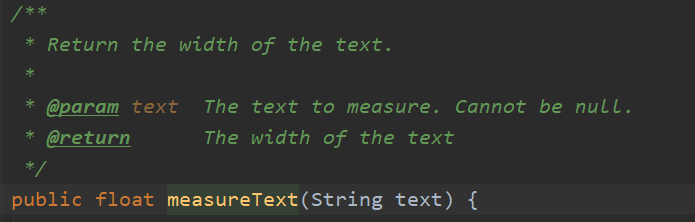 /**
* Return the width of the text.
*
* @param text  The text to measure. Cannot be null.
* @return      The width of the text
*/
public float measureText(String text) {